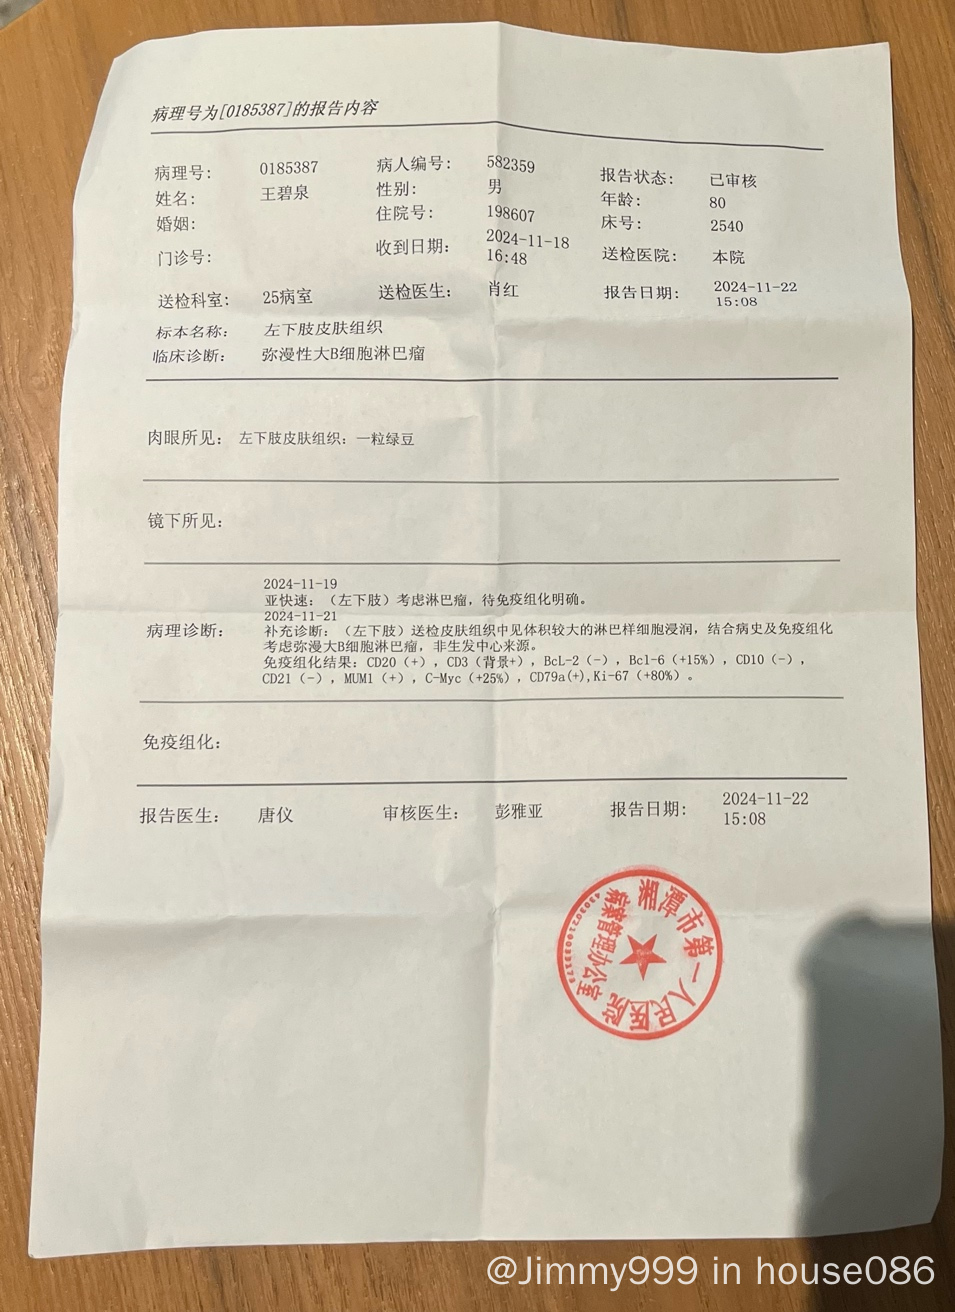 病理号为[0185387]的报告内容
病理号: 0185387 病人编号: 582359 报告状态: 已审核
姓名: 王碧泉 性别: 男 年龄: 80
婚姻: 住院号: 198607 床号: 2540
门诊号: 收到日期: 2024-11-18 16:48 送检医院: 本院
送检科室: 25病室 送检医生: 肖红 报告日期: 2024-11-22 15:08
标本名称: 左下肢皮肤组织
临床诊断: 弥漫性大B细胞淋巴瘤
肉眼所见: 左下肢皮肤组织：一粒绿豆
镜下所见:
病理诊断:
2024-11-19
亚快速：（左下肢）考虑淋巴瘤，待免疫组化明确。
2024-11-21
补充诊断：（左下肢）送检皮肤组织中见体积较大的淋巴样细胞浸润，结合病史及免疫组化
考虑弥漫大B细胞淋巴瘤，非生发中心来源。
免疫组化结果：CD20（+），CD3（背景+），BcL-2（-），Bcl-6（+15%），CD10（-），
CD21（-），MUM1（+），C-Myc（+25%），CD79a(+),Ki-67（+80%）。
免疫组化:
报告医生: 唐仪 审核医生: 彭雅亚 报告日期: 2024-11-22 15:08
湘潭市第一人民医院
病案管理办公室
@Jimmy999 in house086